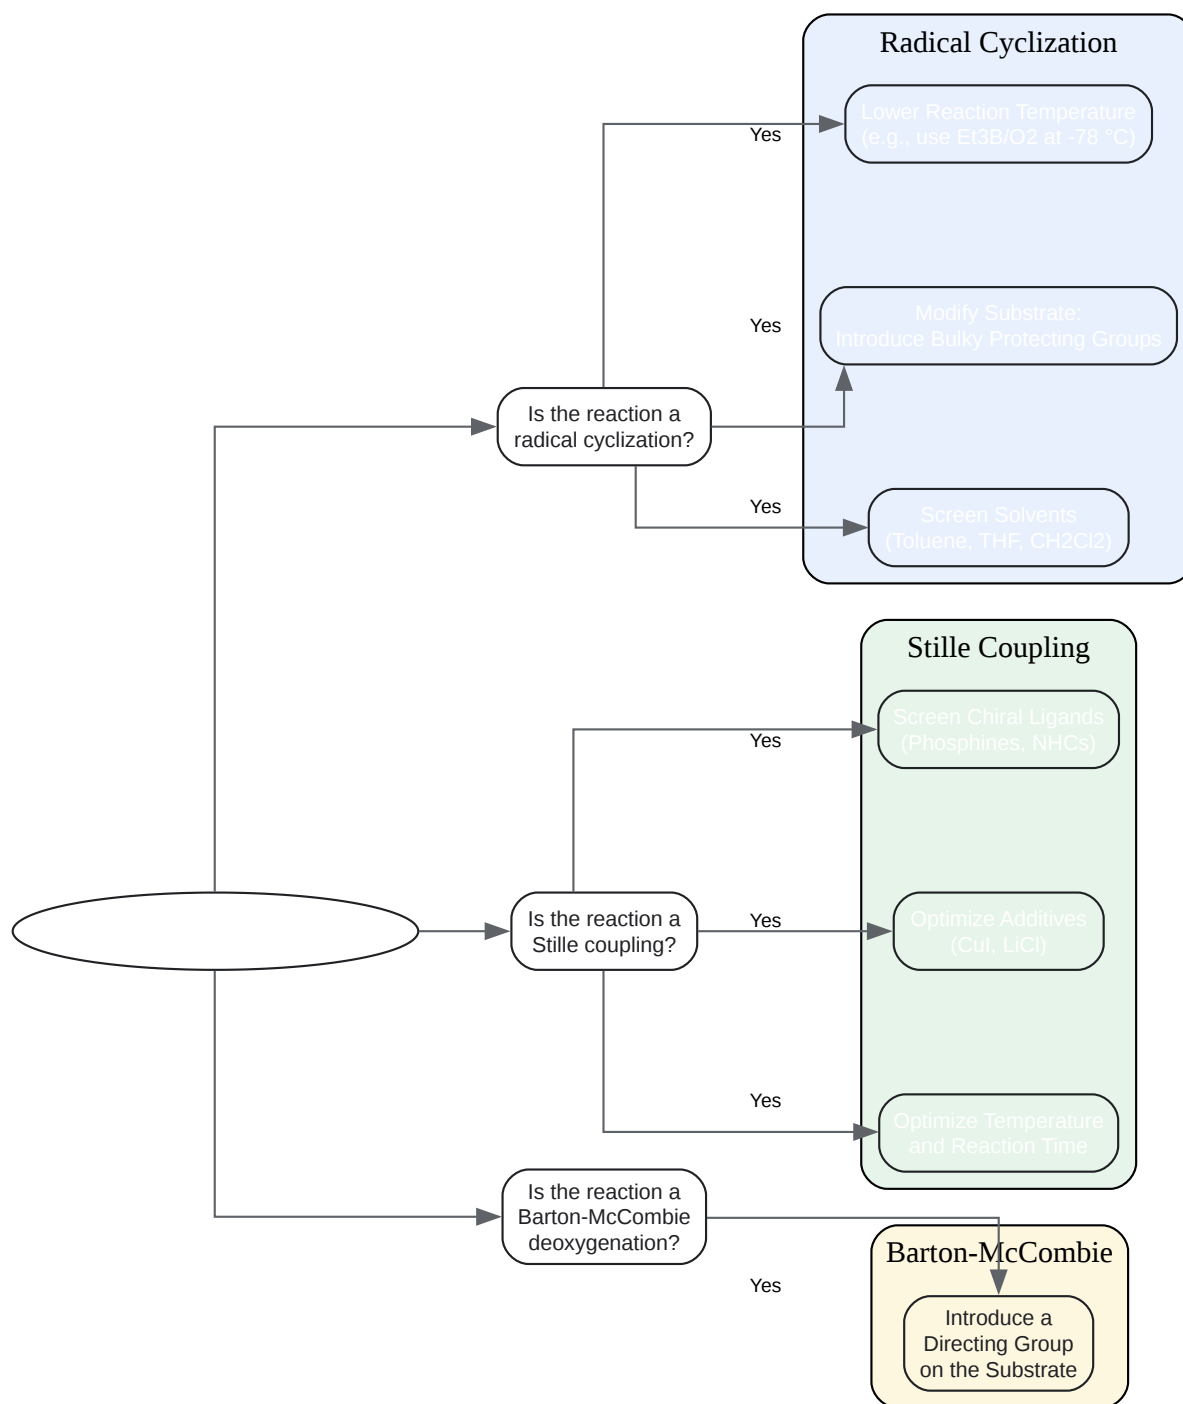 Radical Cyclization
Lower Reaction Temperature
(e.g., use Et3B/O2 at -78 °C)
Yes
Modify Substrate:
Introduce Bulky Protecting Groups
Yes
Is the reaction a
radical cyclization?
Yes
Screen Solvents
(Toluene, THF, CH2Cl2)
Stille Coupling
Screen Chiral Ligands
(Phosphines, NHCs)
Yes
Is the reaction a
Stille coupling?
Yes
Optimize Additives
(CuI, LiCl)
Yes
Optimize Temperature
and Reaction Time
Is the reaction a
Barton-McCombie
deoxygenation?
Yes
Barton-McCombie
Introduce a
Directing Group
on the Substrate